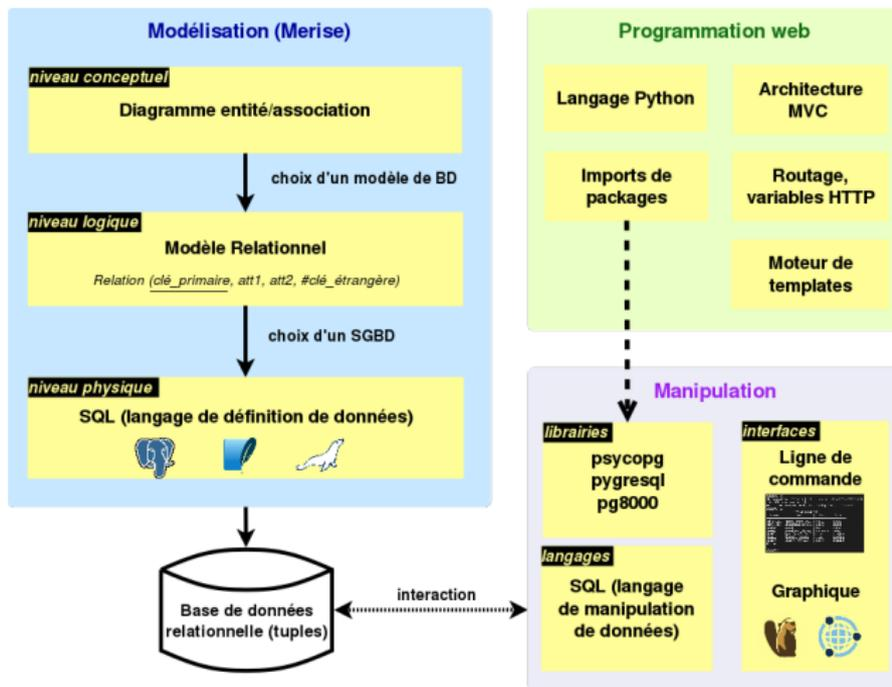 Modélisation (Merise)
niveau conceptuel
Diagramme entité/association
choix d'un modèle de BD
niveau logique
Modèle Relationnel
Relation (clé_primaire, att1, att2, #clé_étrangère)
choix d'un SGBD
niveau physique
SQL (langage de définition de données)
Base de données
relationnelle (tuples)
interaction
Programmation web
Langage Python
Architecture
MVC
Imports de
packages
Routage,
variables HTTP
Moteur de
templates
Manipulation
librairies
psycopg
pygresql
pg8000
langages
SQL (langage
de manipulation
de données)
interfaces
Ligne de
commande
Graphique